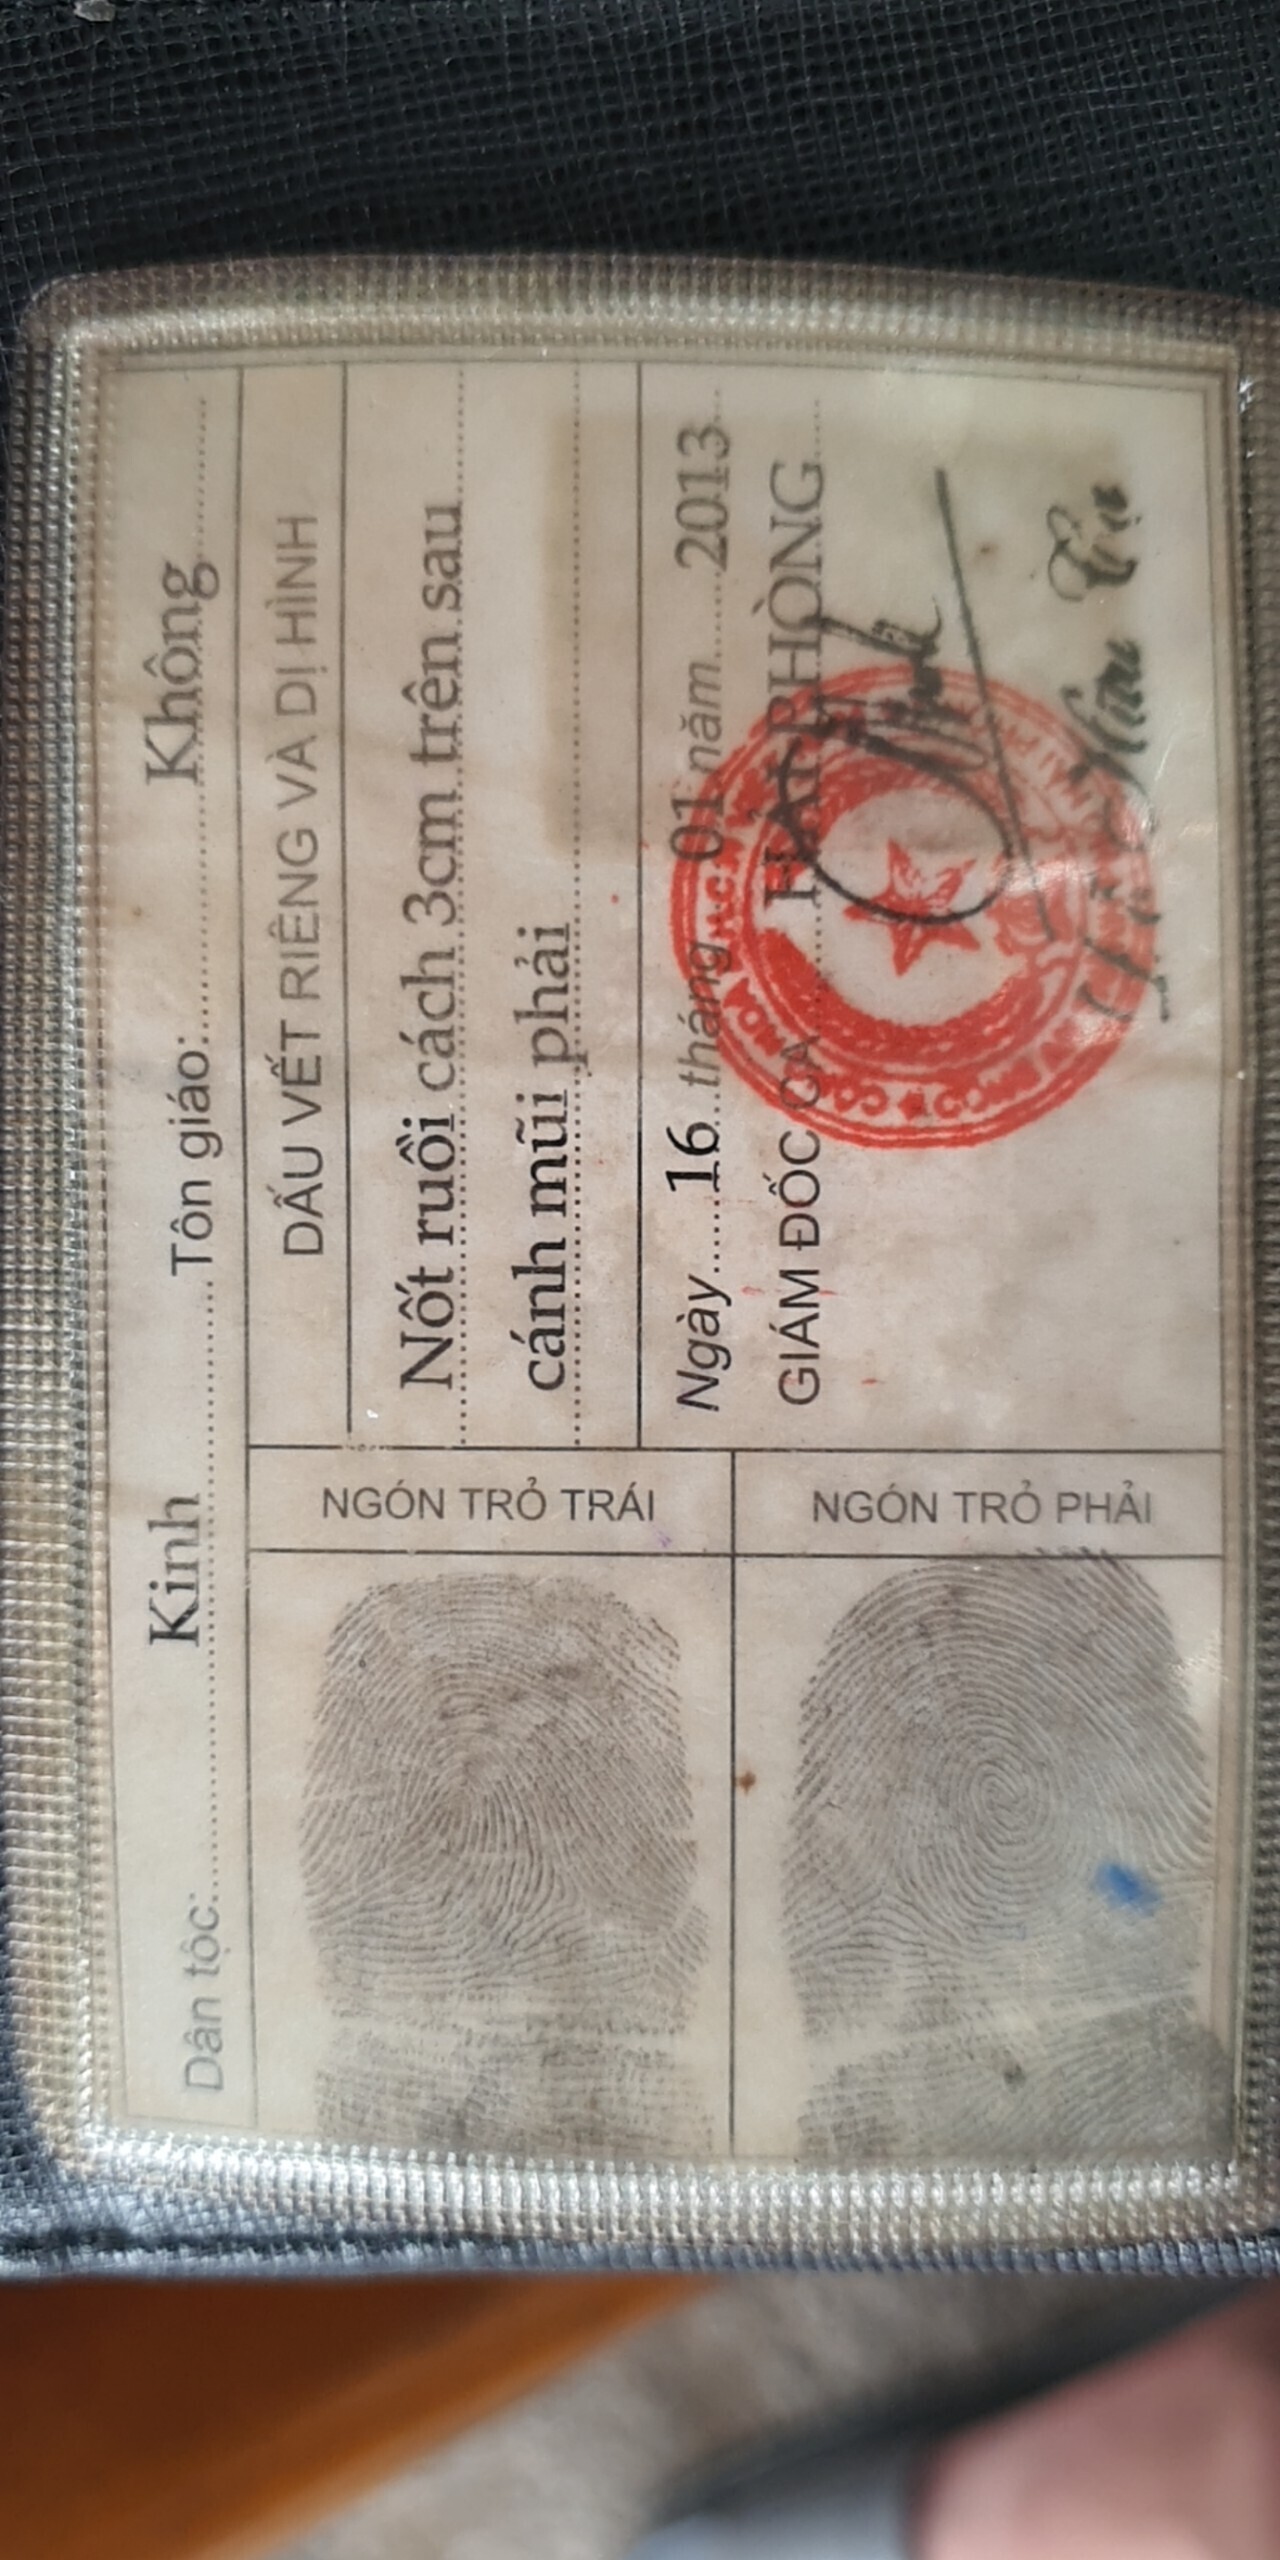 Dân tộc: Kinh Tôn giáo: Không
DẤU VẾT RIÊNG VÀ DỊ HÌNH
Nốt ruồi cách 3cm trên sau
cánh mũi phải
Ngày 16 tháng 01 năm 2013
GIÁM ĐỐC CA HẢI PHÒNG
NGÓN TRỎ TRÁI
NGÓN TRỎ PHẢI